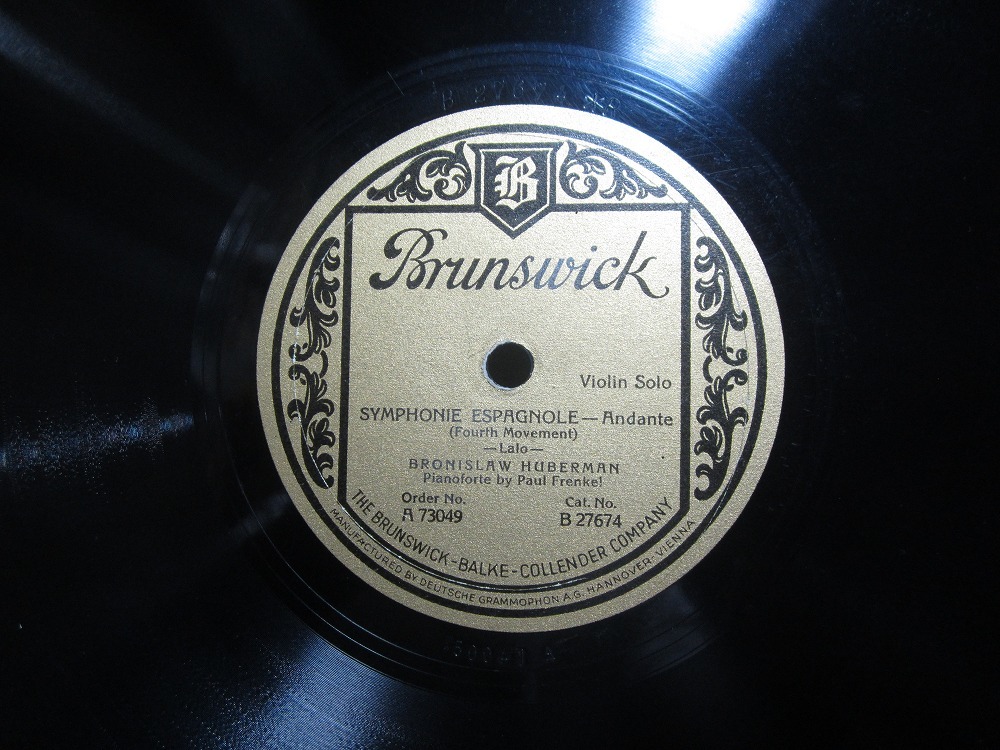 B 27674
B
Brunswick
Violin Solo
SYMPHONIE ESPAGNOLE—Andante
(Fourth Movement)
—Lalo—
BRONISLAW HUBERMAN
Pianoforte by Paul Frenkel
Order No.
A 73049
Cat. No.
B 27674
THE BRUNSWICK-BALKE-COLLENDER COMPANY
MANUFACTURED BY DEUTSCHE GRAMMOPHON A.G. HANNOVER-VIENNA